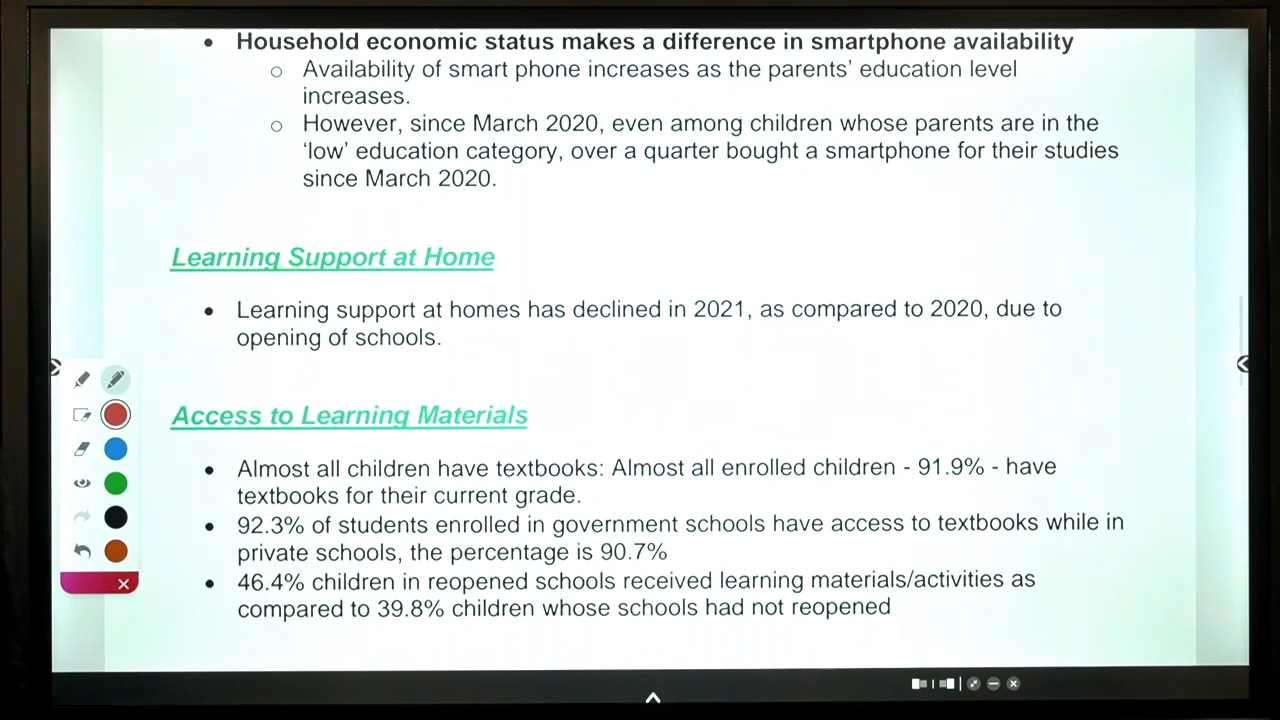 • Household economic status makes a difference in smartphone availability
o Availability of smart phone increases as the parents' education level
increases.
o However, since March 2020, even among children whose parents are in the
'low' education category, over a quarter bought a smartphone for their studies
since March 2020.
Learning Support at Home
• Learning support at homes has declined in 2021, as compared to 2020, due to
opening of schools.
Access to Learning Materials
• Almost all children have textbooks: Almost all enrolled children - 91.9% - have
textbooks for their current grade.
• 92.3% of students enrolled in government schools have access to textbooks while in
private schools, the percentage is 90.7%
• 46.4% children in reopened schools received learning materials/activities as
compared to 39.8% children whose schools had not reopened